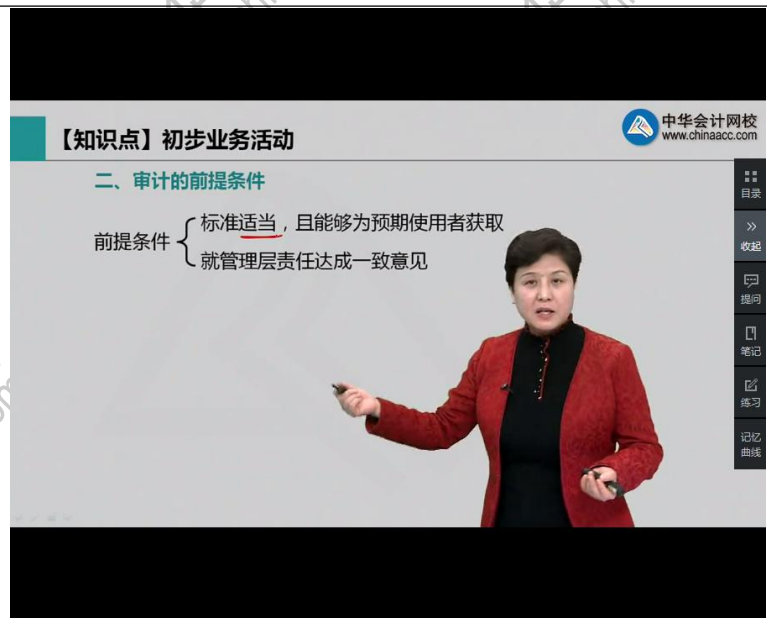 【知识点】初步业务活动
中华会计网校
www.chinaacc.com
二、审计的前提条件
前提条件
标准适当，且能够为预期使用者获取
就管理层责任达成一致意见
目录
收起
提问
笔记
练习
记忆
曲线